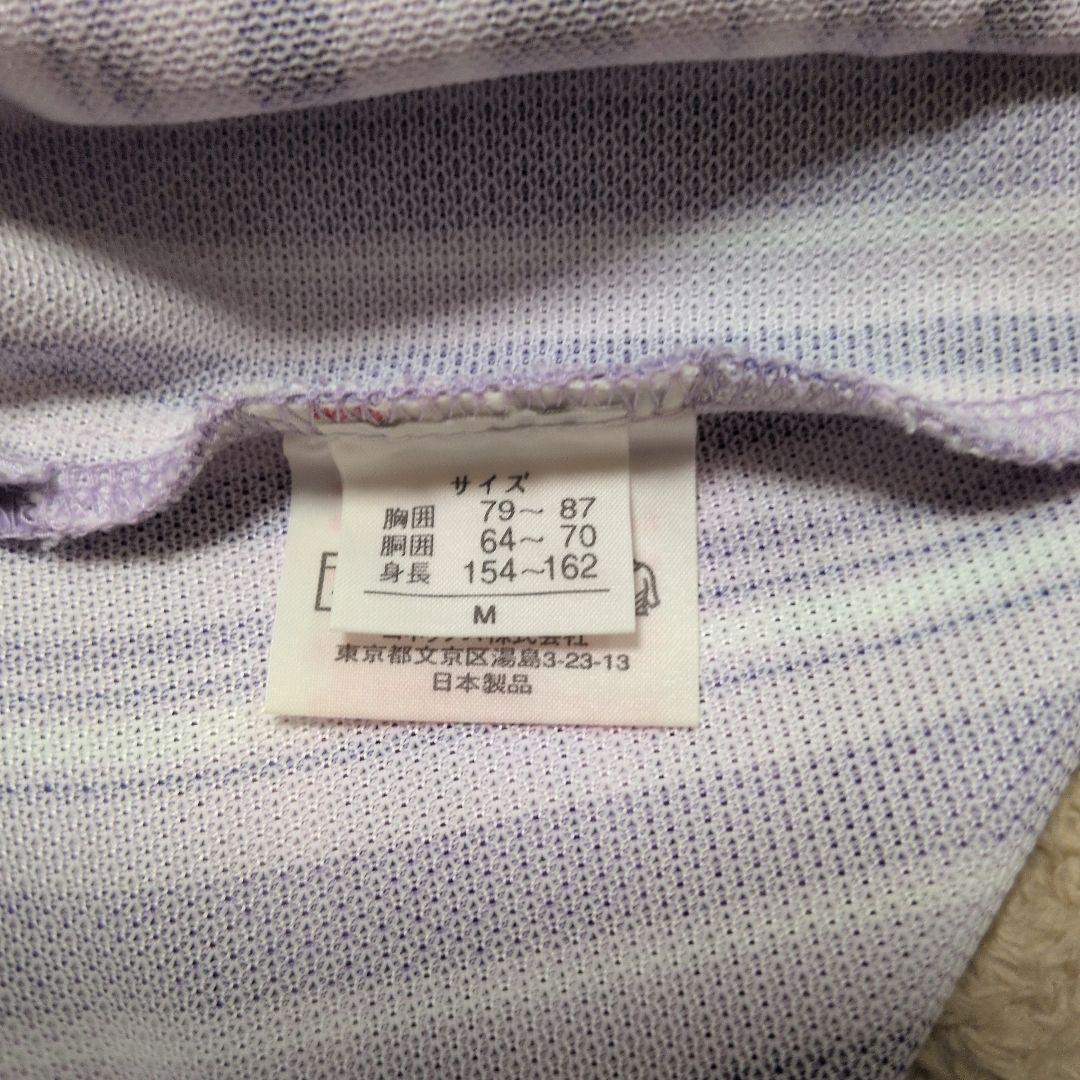 サイズ
胸囲 79〜 87
胴囲 64〜 70
身長 154〜162
M
東京都文京区湯島3-23-13
日本製品